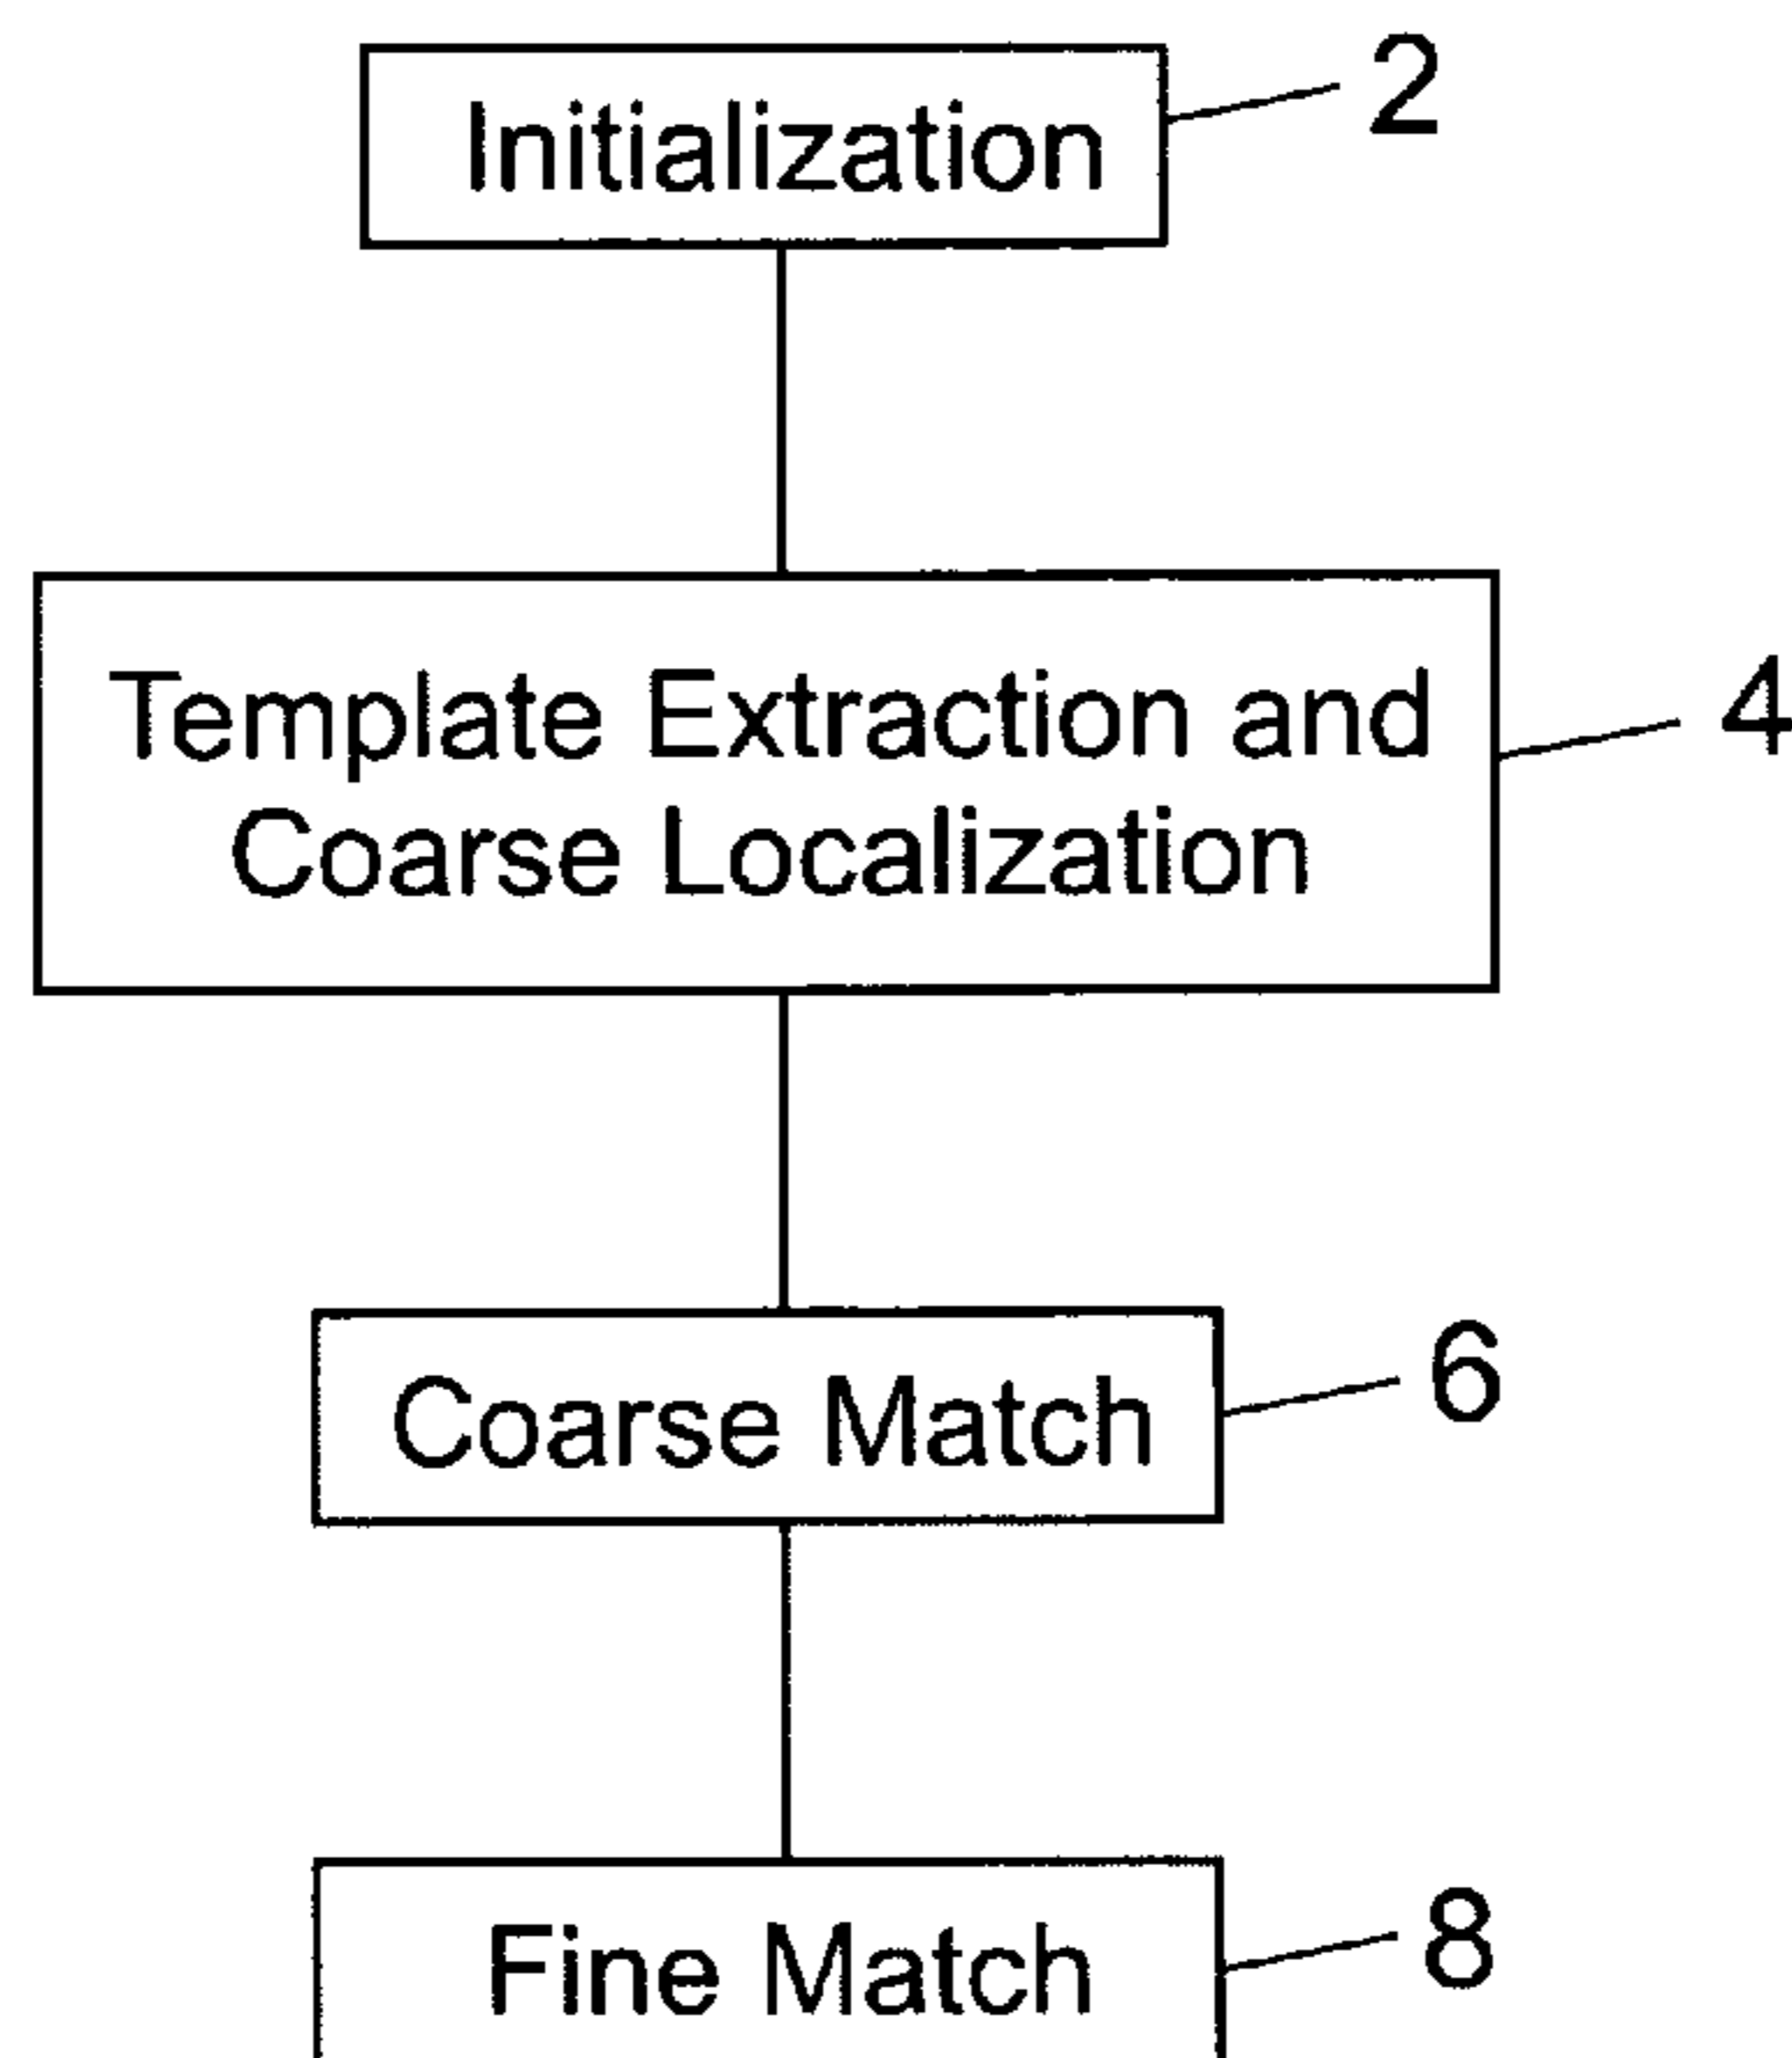 Initialization
2
Template Extraction and
Coarse Localization
4
Coarse Match
6
Fine Match
8